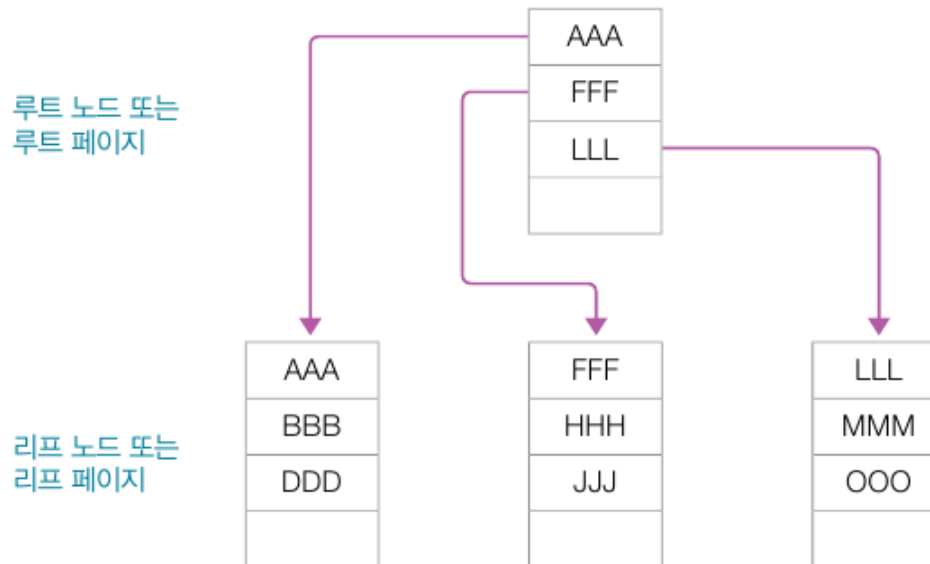 AAA
FFF
LLL
루트 노드 또는
루트 페이지
AAA
BBB
DDD
FFF
HHH
JJJ
LLL
MMM
OOO
리프 노드 또는
리프 페이지